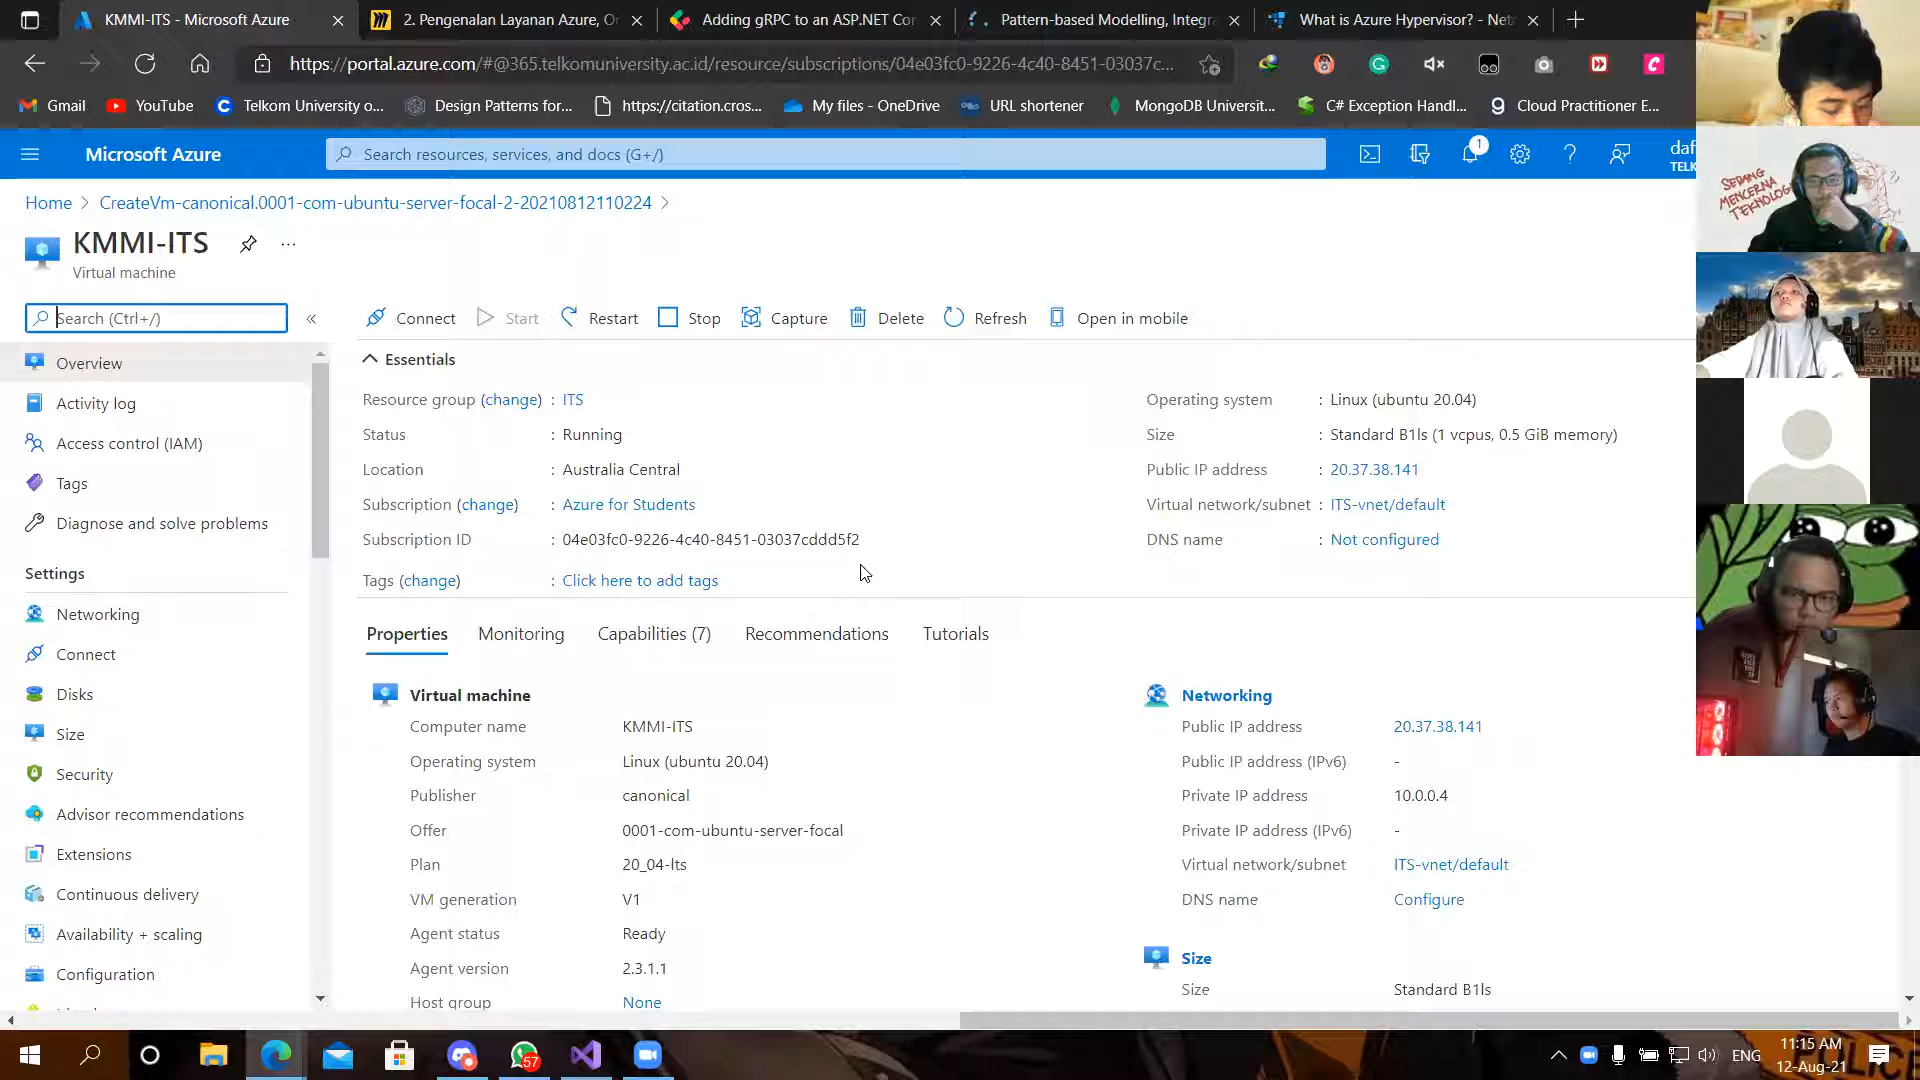 KMMI-ITS - Microsoft Azure
2. Pengenalan Layanan Azure, Or
Adding gRPC to an ASP.NET Cor
Pattern-based Modelling, Integra
What is Azure Hypervisor? - Net
https://portal.azure.com/#@365.telkomuniversity.ac.id/resource/subscriptions/04e03fc0-9226-4c40-8451-03037c...
Gmail
YouTube
Telkom University o...
Design Patterns for...
https://citation.cros...
My files - OneDrive
URL shortener
MongoDB Universit...
C# Exception Handl...
Cloud Practitioner E...
Microsoft Azure
Search resources, services, and docs (G+/)
1
daf
TELK
Home > CreateVm-canonical.0001-com-ubuntu-server-focal-2-20210812110224 >
KMMI-ITS
Virtual machine
Search (Ctrl+/)
«
Connect
Start
Restart
Stop
Capture
Delete
Refresh
Open in mobile
Overview
Activity log
Access control (IAM)
Tags
Diagnose and solve problems
Settings
Networking
Connect
Disks
Size
Security
Advisor recommendations
Extensions
Continuous delivery
Availability + scaling
Configuration
Essentials
Resource group (change) : ITS
Status : Running
Location : Australia Central
Subscription (change) : Azure for Students
Subscription ID : 04e03fc0-9226-4c40-8451-03037cddd5f2
Tags (change) : Click here to add tags
Operating system : Linux (ubuntu 20.04)
Size : Standard B1ls (1 vcpus, 0.5 GiB memory)
Public IP address : 20.37.38.141
Virtual network/subnet : ITS-vnet/default
DNS name : Not configured
Properties
Monitoring
Capabilities (7)
Recommendations
Tutorials
Virtual machine
Computer name KMMI-ITS
Operating system Linux (ubuntu 20.04)
Publisher canonical
Offer 0001-com-ubuntu-server-focal
Plan 20_04-lts
VM generation V1
Agent status Ready
Agent version 2.3.1.1
Host group None
Networking
Public IP address 20.37.38.141
Public IP address (IPv6) -
Private IP address 10.0.0.4
Private IP address (IPv6) -
Virtual network/subnet ITS-vnet/default
DNS name Configure
Size
Size Standard B1ls
SEDANG
MENCERNA
TEKNOLOGI
57
ENG
11:15 AM
12-Aug-21